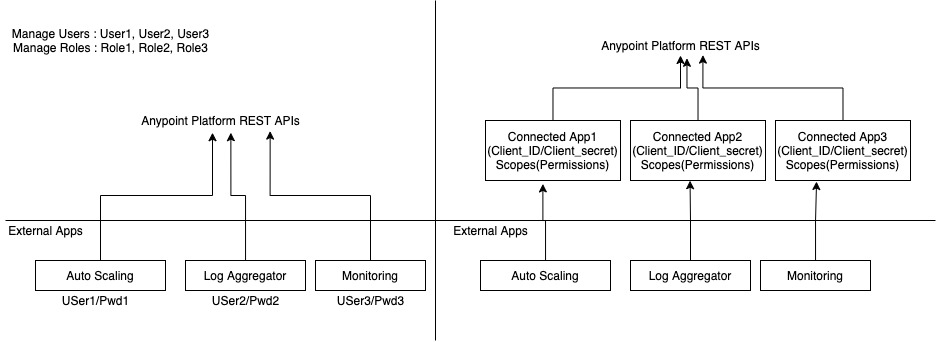 Manage Users : User1, User2, User3
Manage Roles : Role1, Role2, Role3
Anypoint Platform REST APIs
External Apps
Auto Scaling
Log Aggregator
Monitoring
USer1/Pwd1
USer2/Pwd2
USer3/Pwd3
Anypoint Platform REST APIs
Connected App1
(Client_ID/Client_secret)
Scopes(Permissions)
Connected App2
(Client_ID/Client_secret)
Scopes(Permissions)
Connected App3
(Client_ID/Client_secret)
Scopes(Permissions)
External Apps
Auto Scaling
Log Aggregator
Monitoring